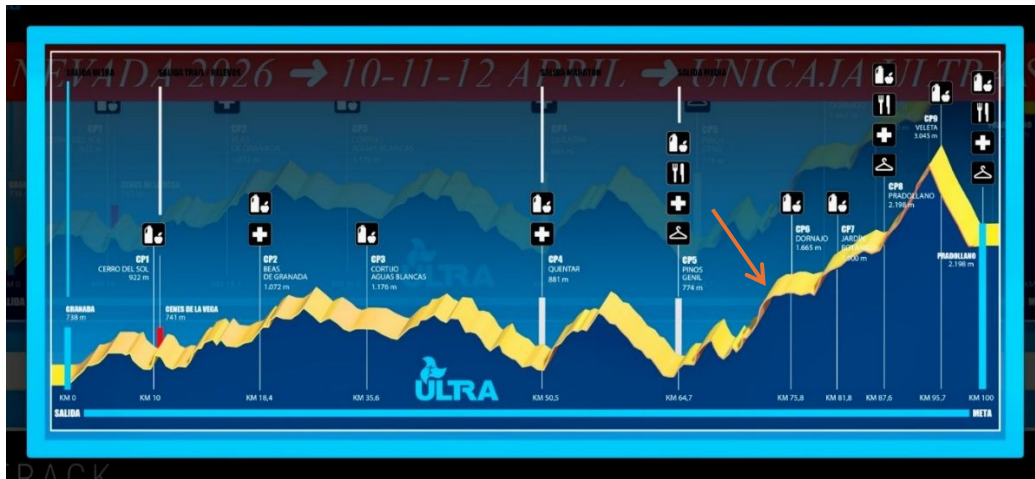 NEVADA 2026 → 10-11-12 APRIL → UNICAJA ULTRA S
SALIDA ULTRA
SALIDA TRAIL - RELEVOS
SALIDA MARATON
CP1
CERRO DEL SOL
922 m
CP2
BEAS
DE GRANADA
1.072 m
CP3
CORTIJO
AGUAS BLANCAS
1.176 m
CP4
QUENTAR
881 m
CP5
PINOS
GENIL
774 m
CP6
DORNAJO
1.665 m
CP7
JARDÍN
CP8
PRADOLLANO
2.198 m
CP9
VELETA
3.045 m
PRADOLLANO
2.198 m
GRANADA
738 m
CENES DE LA VEGA
741 m
ULTRA
ULTRA
KM 0
KM 10
KM 18,4
KM 35,6
KM 50,5
KM 64,7
KM 75,8
KM 81,8
KM 87,6
KM 95,7
KM 100
SALIDA
META
TRACK